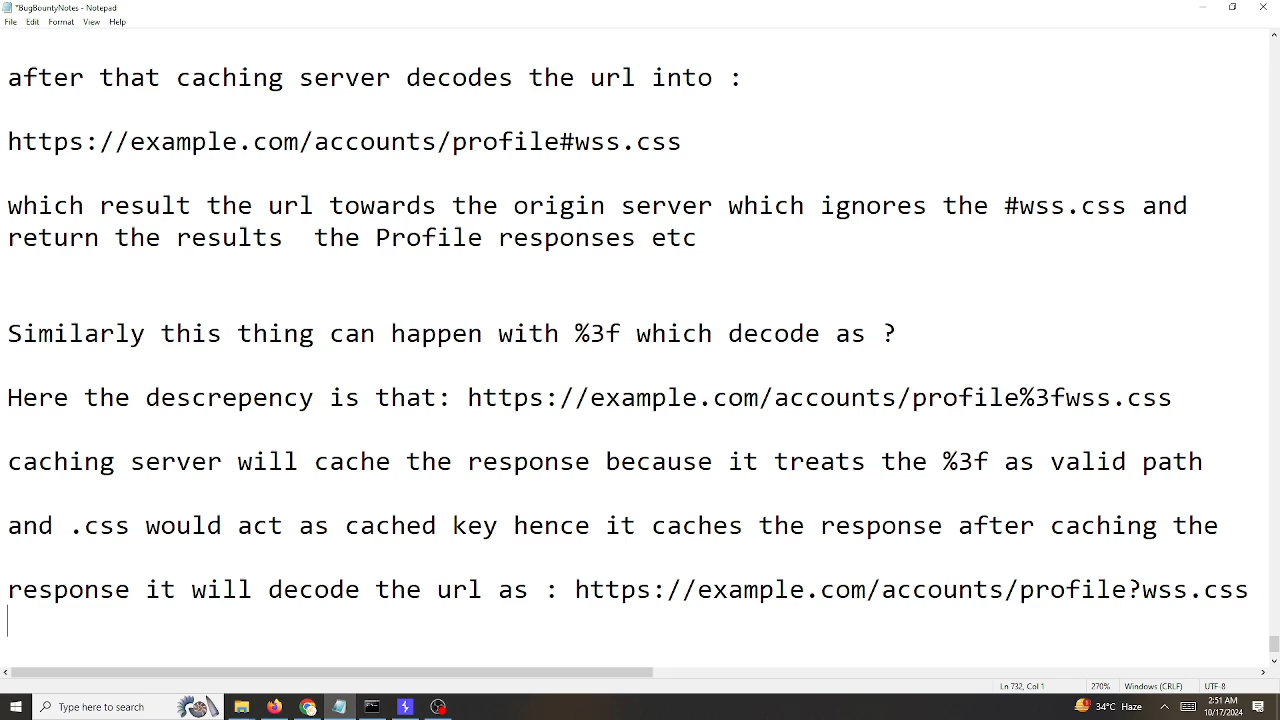 *BugBountyNotes - Notepad
File Edit Format View Help
after that caching server decodes the url into :
https://example.com/accounts/profile#wss.css
which result the url towards the origin server which ignores the #wss.css and
return the results  the Profile responses etc
Similarly this thing can happen with %3f which decode as ?
Here the descrepency is that: https://example.com/accounts/profile%3fwss.css
caching server will cache the response because it treats the %3f as valid path
and .css would act as cached key hence it caches the response after caching the
response it will decode the url as : https://example.com/accounts/profile?wss.css
Ln 732, Col 1 270% Windows (CRLF) UTF-8
Type here to search 34°C Haze 2:51 AM
10/17/2024